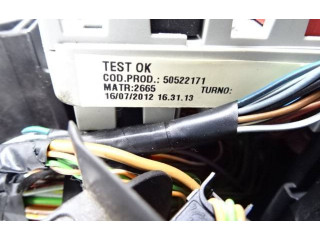 TEST OK
COD.PROD.: 50522171
MATR:2665 TURNO:
16/07/2012 16.31.13